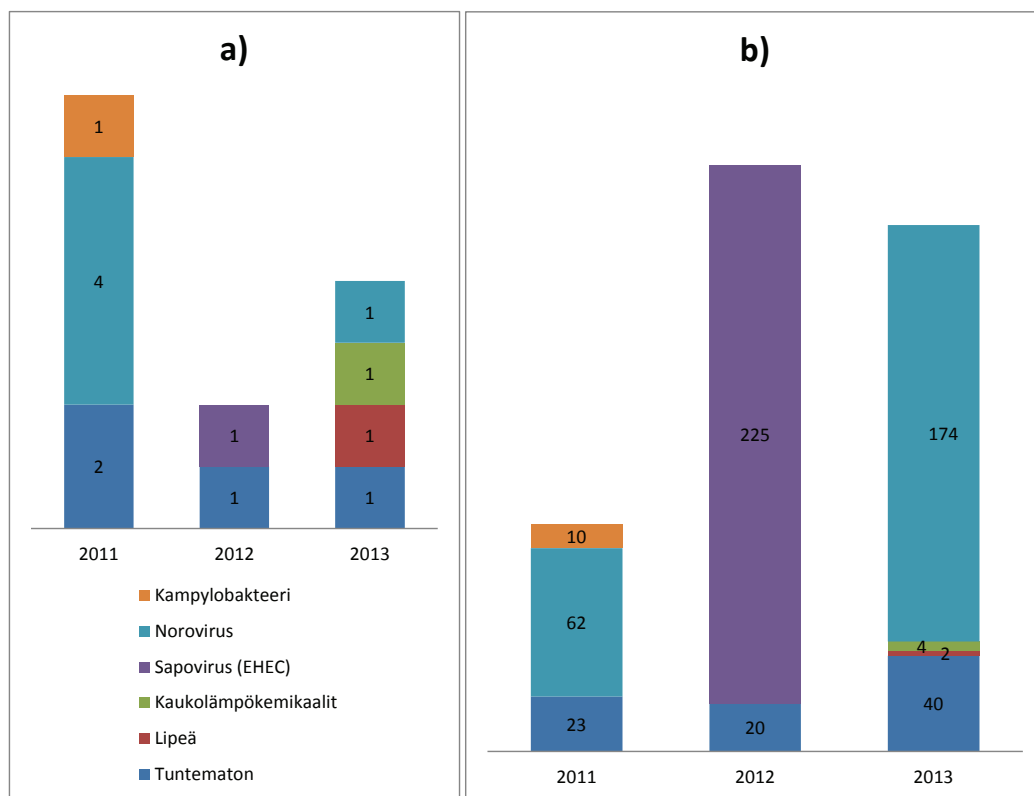 a)
1
4
2
1
1
1
1
1
1
2011 2012 2013
Kampylobakteeri
Norovirus
Sapovirus (EHEC)
Kaukolämpökemikaalit
Lipeä
Tuntematon
b)
10
62
23
225
20
174
4
2
40
2011 2012 2013